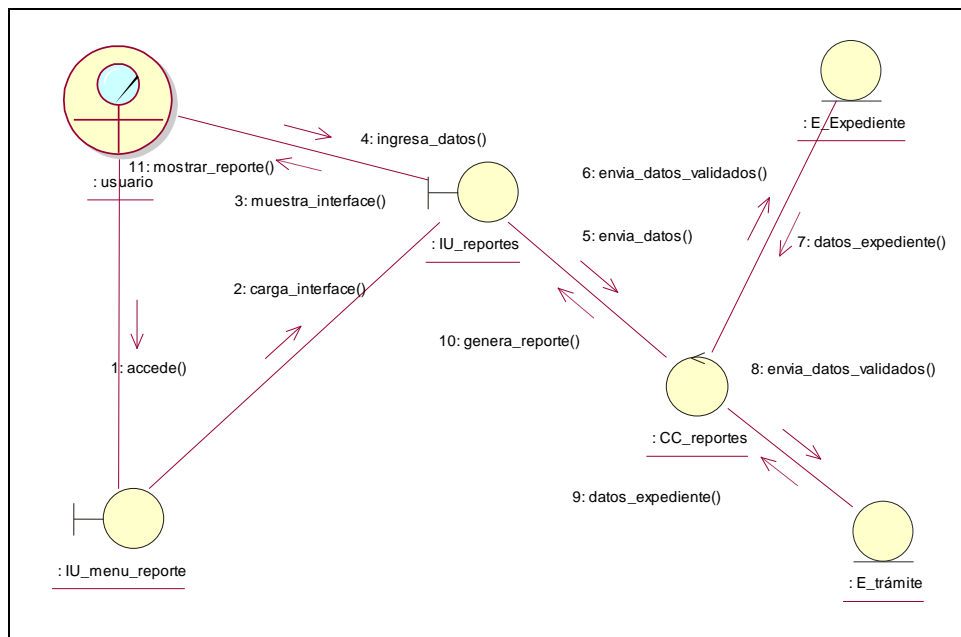 : E_Expediente
4: ingresa_datos()
11: mostrar_reporte()
: usuario
6: envia_datos_validados()
3: muestra_interface()
: IU_reportes
5: envia_datos()
7: datos_expediente()
2: carga_interface()
10: genera_reporte()
1: accede()
8: envia_datos_validados()
: CC_reportes
9: datos_expediente()
: IU_menu_reporte
: E_trámite